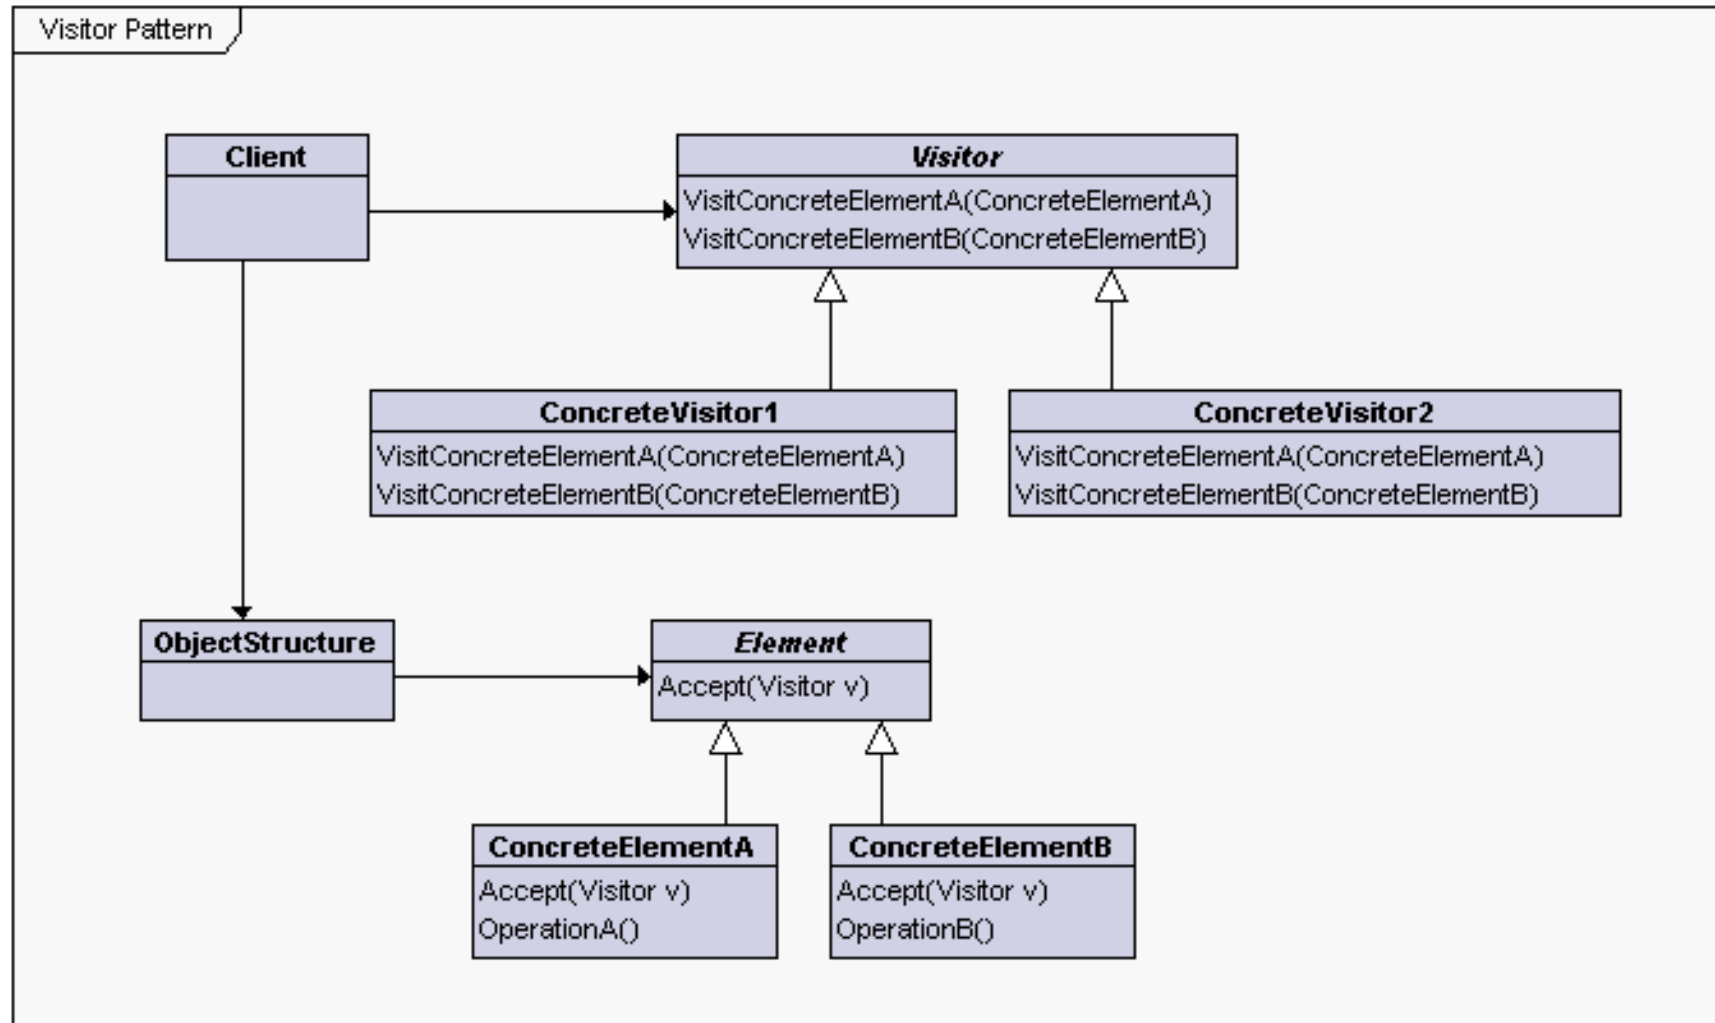 Visitor Pattern
Client
Visitor
VisitConcreteElementA(ConcreteElementA)
VisitConcreteElementB(ConcreteElementB)
ConcreteVisitor1
VisitConcreteElementA(ConcreteElementA)
VisitConcreteElementB(ConcreteElementB)
ConcreteVisitor2
VisitConcreteElementA(ConcreteElementA)
VisitConcreteElementB(ConcreteElementB)
ObjectStructure
Element
Accept(Visitor v)
ConcreteElementA
Accept(Visitor v)
OperationA()
ConcreteElementB
Accept(Visitor v)
OperationB()